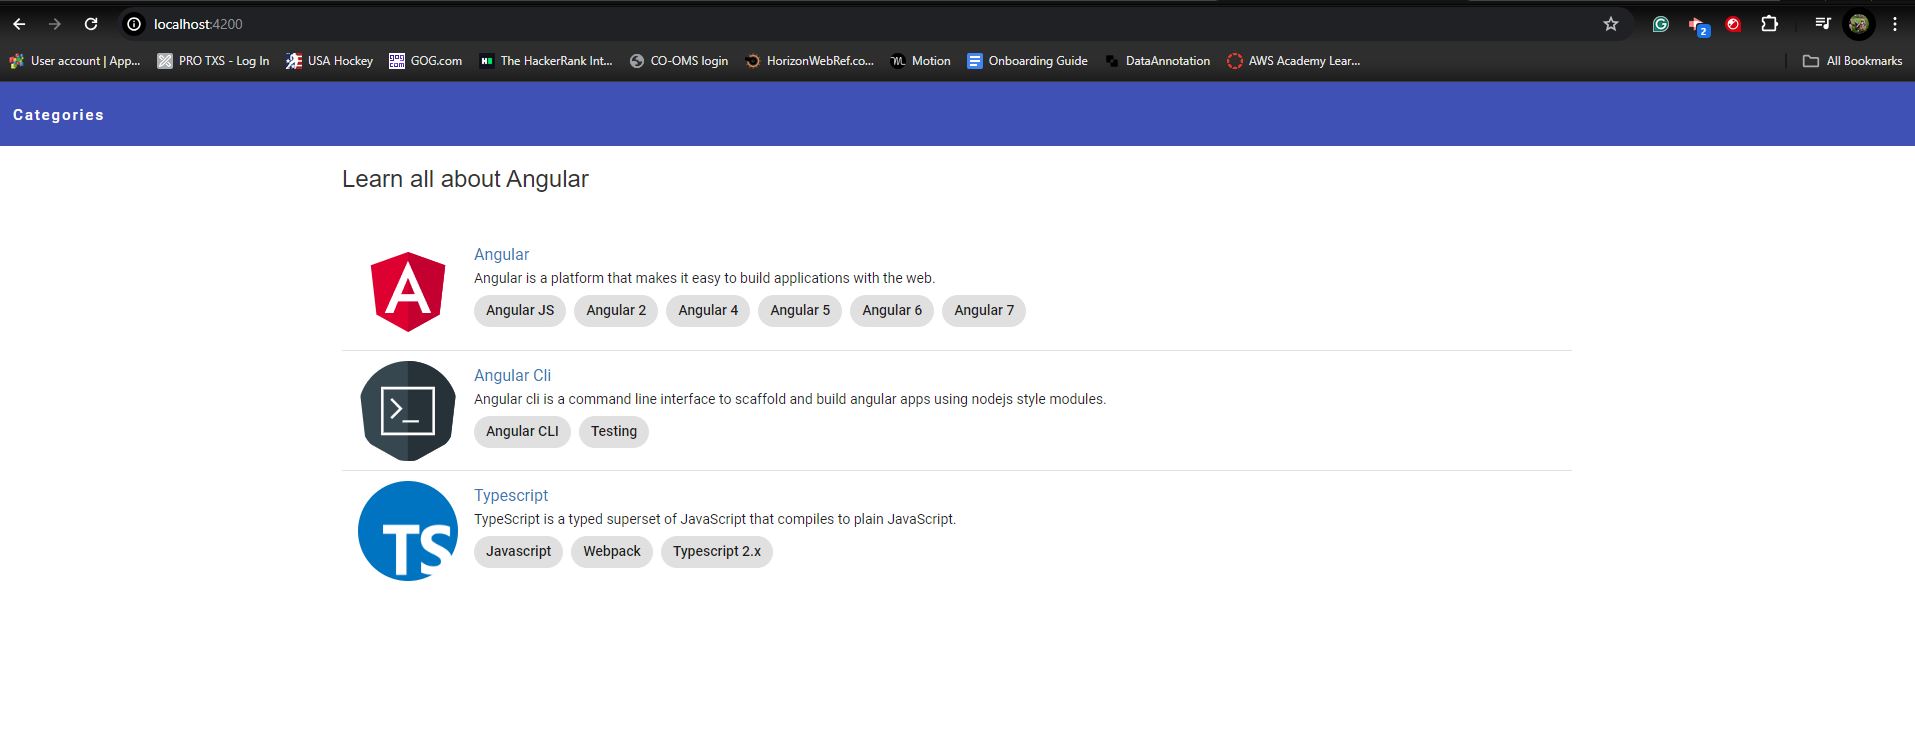 localhost:4200
2
User account | App... PRO TXS - Log In USA Hockey GOG.com The HackerRank Int... CO-OMS login HorizonWebRef.co... Motion Onboarding Guide DataAnnotation AWS Academy Lear... All Bookmarks
Categories
Learn all about Angular
A
Angular
Angular is a platform that makes it easy to build applications with the web.
Angular JS Angular 2 Angular 4 Angular 5 Angular 6 Angular 7
Angular Cli
Angular cli is a command line interface to scaffold and build angular apps using nodejs style modules.
Angular CLI Testing
TS
Typescript
TypeScript is a typed superset of JavaScript that compiles to plain JavaScript.
Javascript Webpack Typescript 2.x